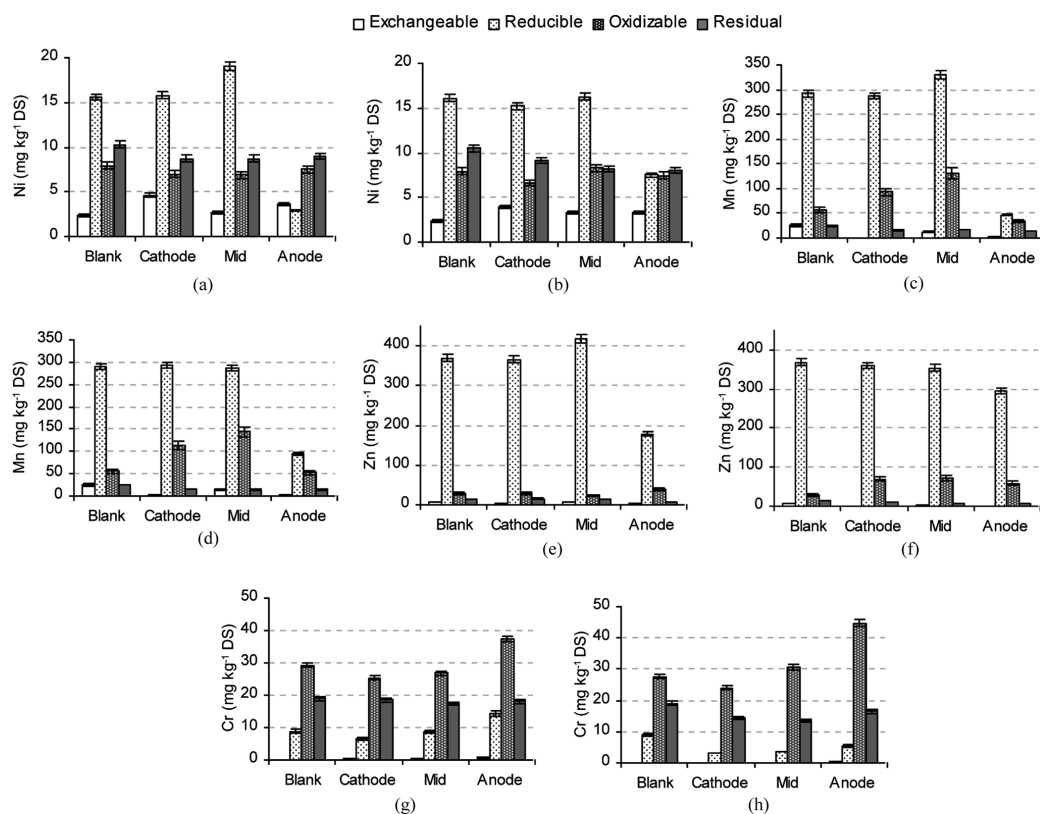 Exchangeable Reducible Oxidizable Residual
Ni (mg kg⁻¹ DS)
20
15
10
5
0
Blank Cathode Mid Anode
(a)
Ni (mg kg⁻¹ DS)
20
15
10
5
0
Blank Cathode Mid Anode
(b)
Mn (mg kg⁻¹ DS)
350
300
250
200
150
100
50
0
Blank Cathode Mid Anode
(c)
Mn (mg kg⁻¹ DS)
350
300
250
200
150
100
50
0
Blank Cathode Mid Anode
(d)
Zn (mg kg⁻¹ DS)
400
300
200
100
0
Blank Cathode Mid Anode
(e)
Zn (mg kg⁻¹ DS)
400
300
200
100
0
Blank Cathode Mid Anode
(f)
Cr (mg kg⁻¹ DS)
50
40
30
20
10
0
Blank Cathode Mid Anode
(g)
Cr (mg kg⁻¹ DS)
50
40
30
20
10
0
Blank Cathode Mid Anode
(h)